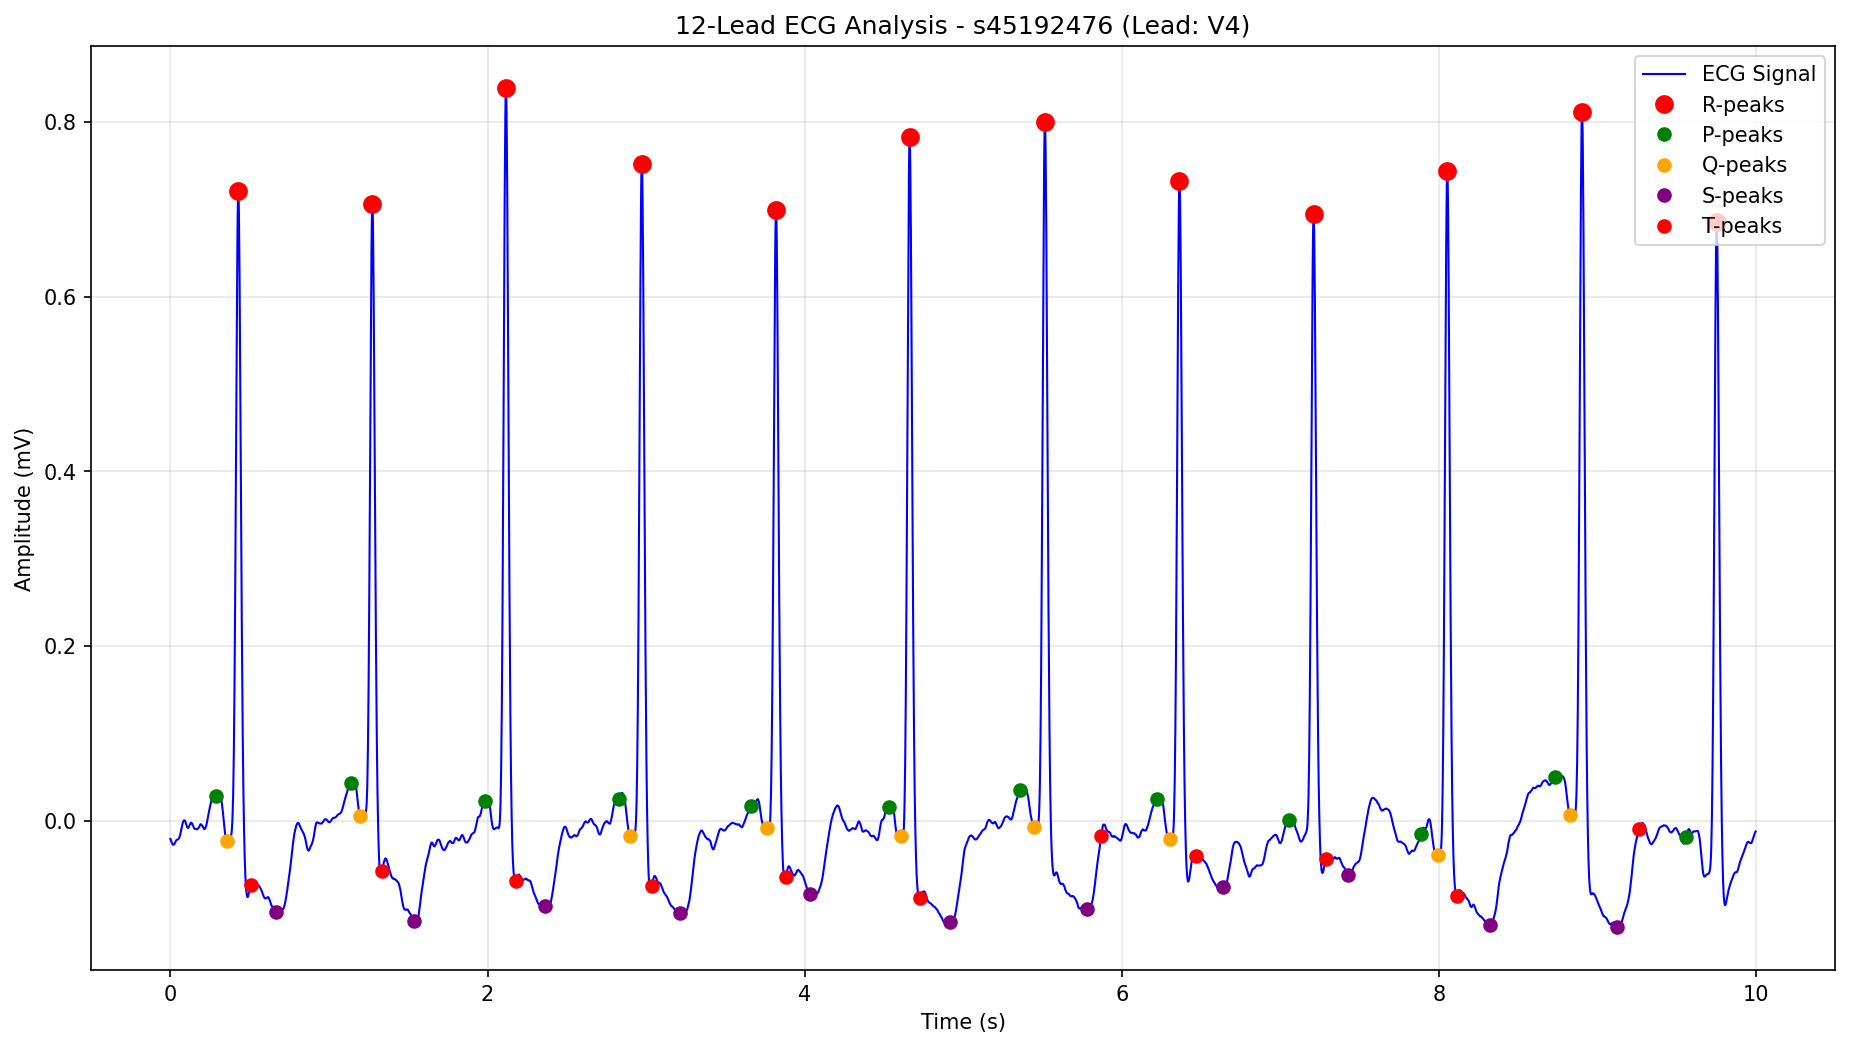 12-Lead ECG Analysis - s45192476 (Lead: V4)
ECG Signal
R-peaks
P-peaks
Q-peaks
S-peaks
T-peaks
Amplitude (mV)
0.8
0.6
0.4
0.2
0.0
0
2
4
6
8
10
Time (s)